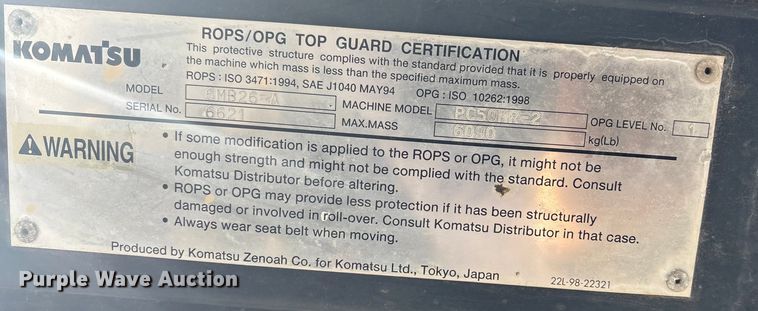 KOMATSU
ROPS/OPG TOP GUARD CERTIFICATION
This protective structure complies with the standard provided that it is properly equipped on
the machine which mass is less than the specified maximum mass.
ROPS : ISO 3471:1994, SAE J1040 MAY94 OPG : ISO 10262:1998
MODEL MACHINE MODEL PC50MR-2 OPG LEVEL No. 1
SERIAL No. 6621 MAX.MASS 6040 kg(Lb)
WARNING
• If some modification is applied to the ROPS or OPG, it might not be
enough strength and might not be complied with the standard. Consult
Komatsu Distributor before altering.
• ROPS or OPG may provide less protection if it has been structurally
damaged or involved in roll-over. Consult Komatsu Distributor in that case.
• Always wear seat belt when moving.
Produced by Komatsu Zenoah Co. for Komatsu Ltd., Tokyo, Japan
22L-98-22321
Purple Wave Auction